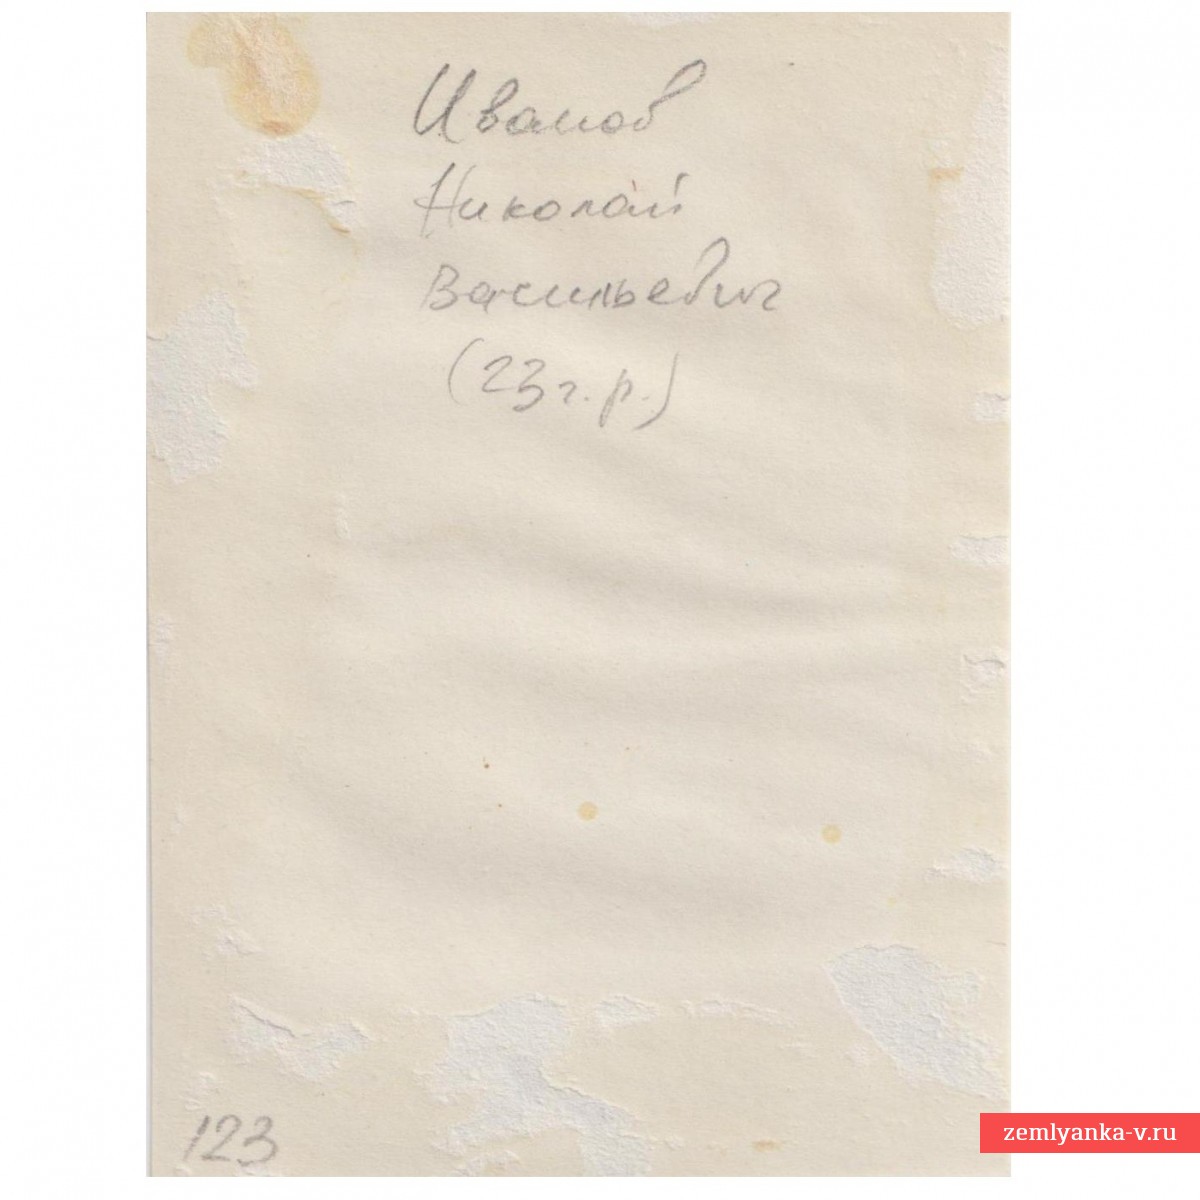 Иванов
Николай
Васильевич
(23 г. р.)
123
zemlyanka-v.ru